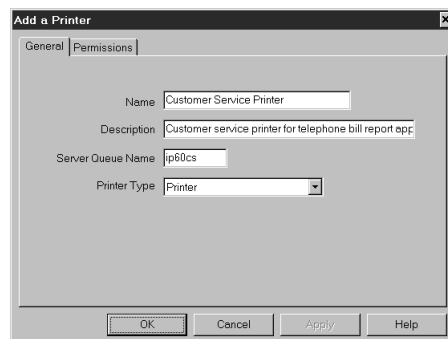 Add a Printer
General Permissions
Name Customer Service Printer
Description Customer service printer for telephone bill report app
Server Queue Name ip60cs
Printer Type Printer
OK Cancel Apply Help